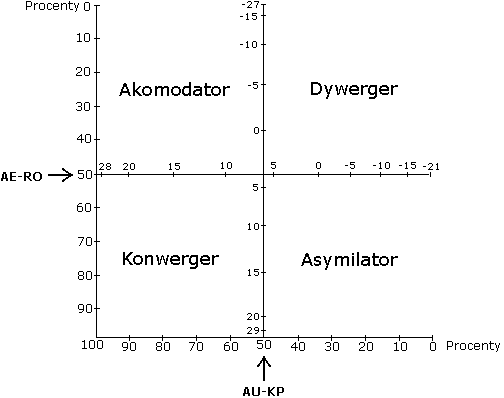 Procenty
0
10
20
30
40
50
60
70
80
90
-27
-15
-10
-5
0
Akomodator
Dywerger
28 20 15 10 5 0 -5 -10 -15 -21
AE-RO
5
10
15
20
29
Konwerger
Asymilator
100 90 80 70 60 50 40 30 20 10 0 Procenty
AU-KP